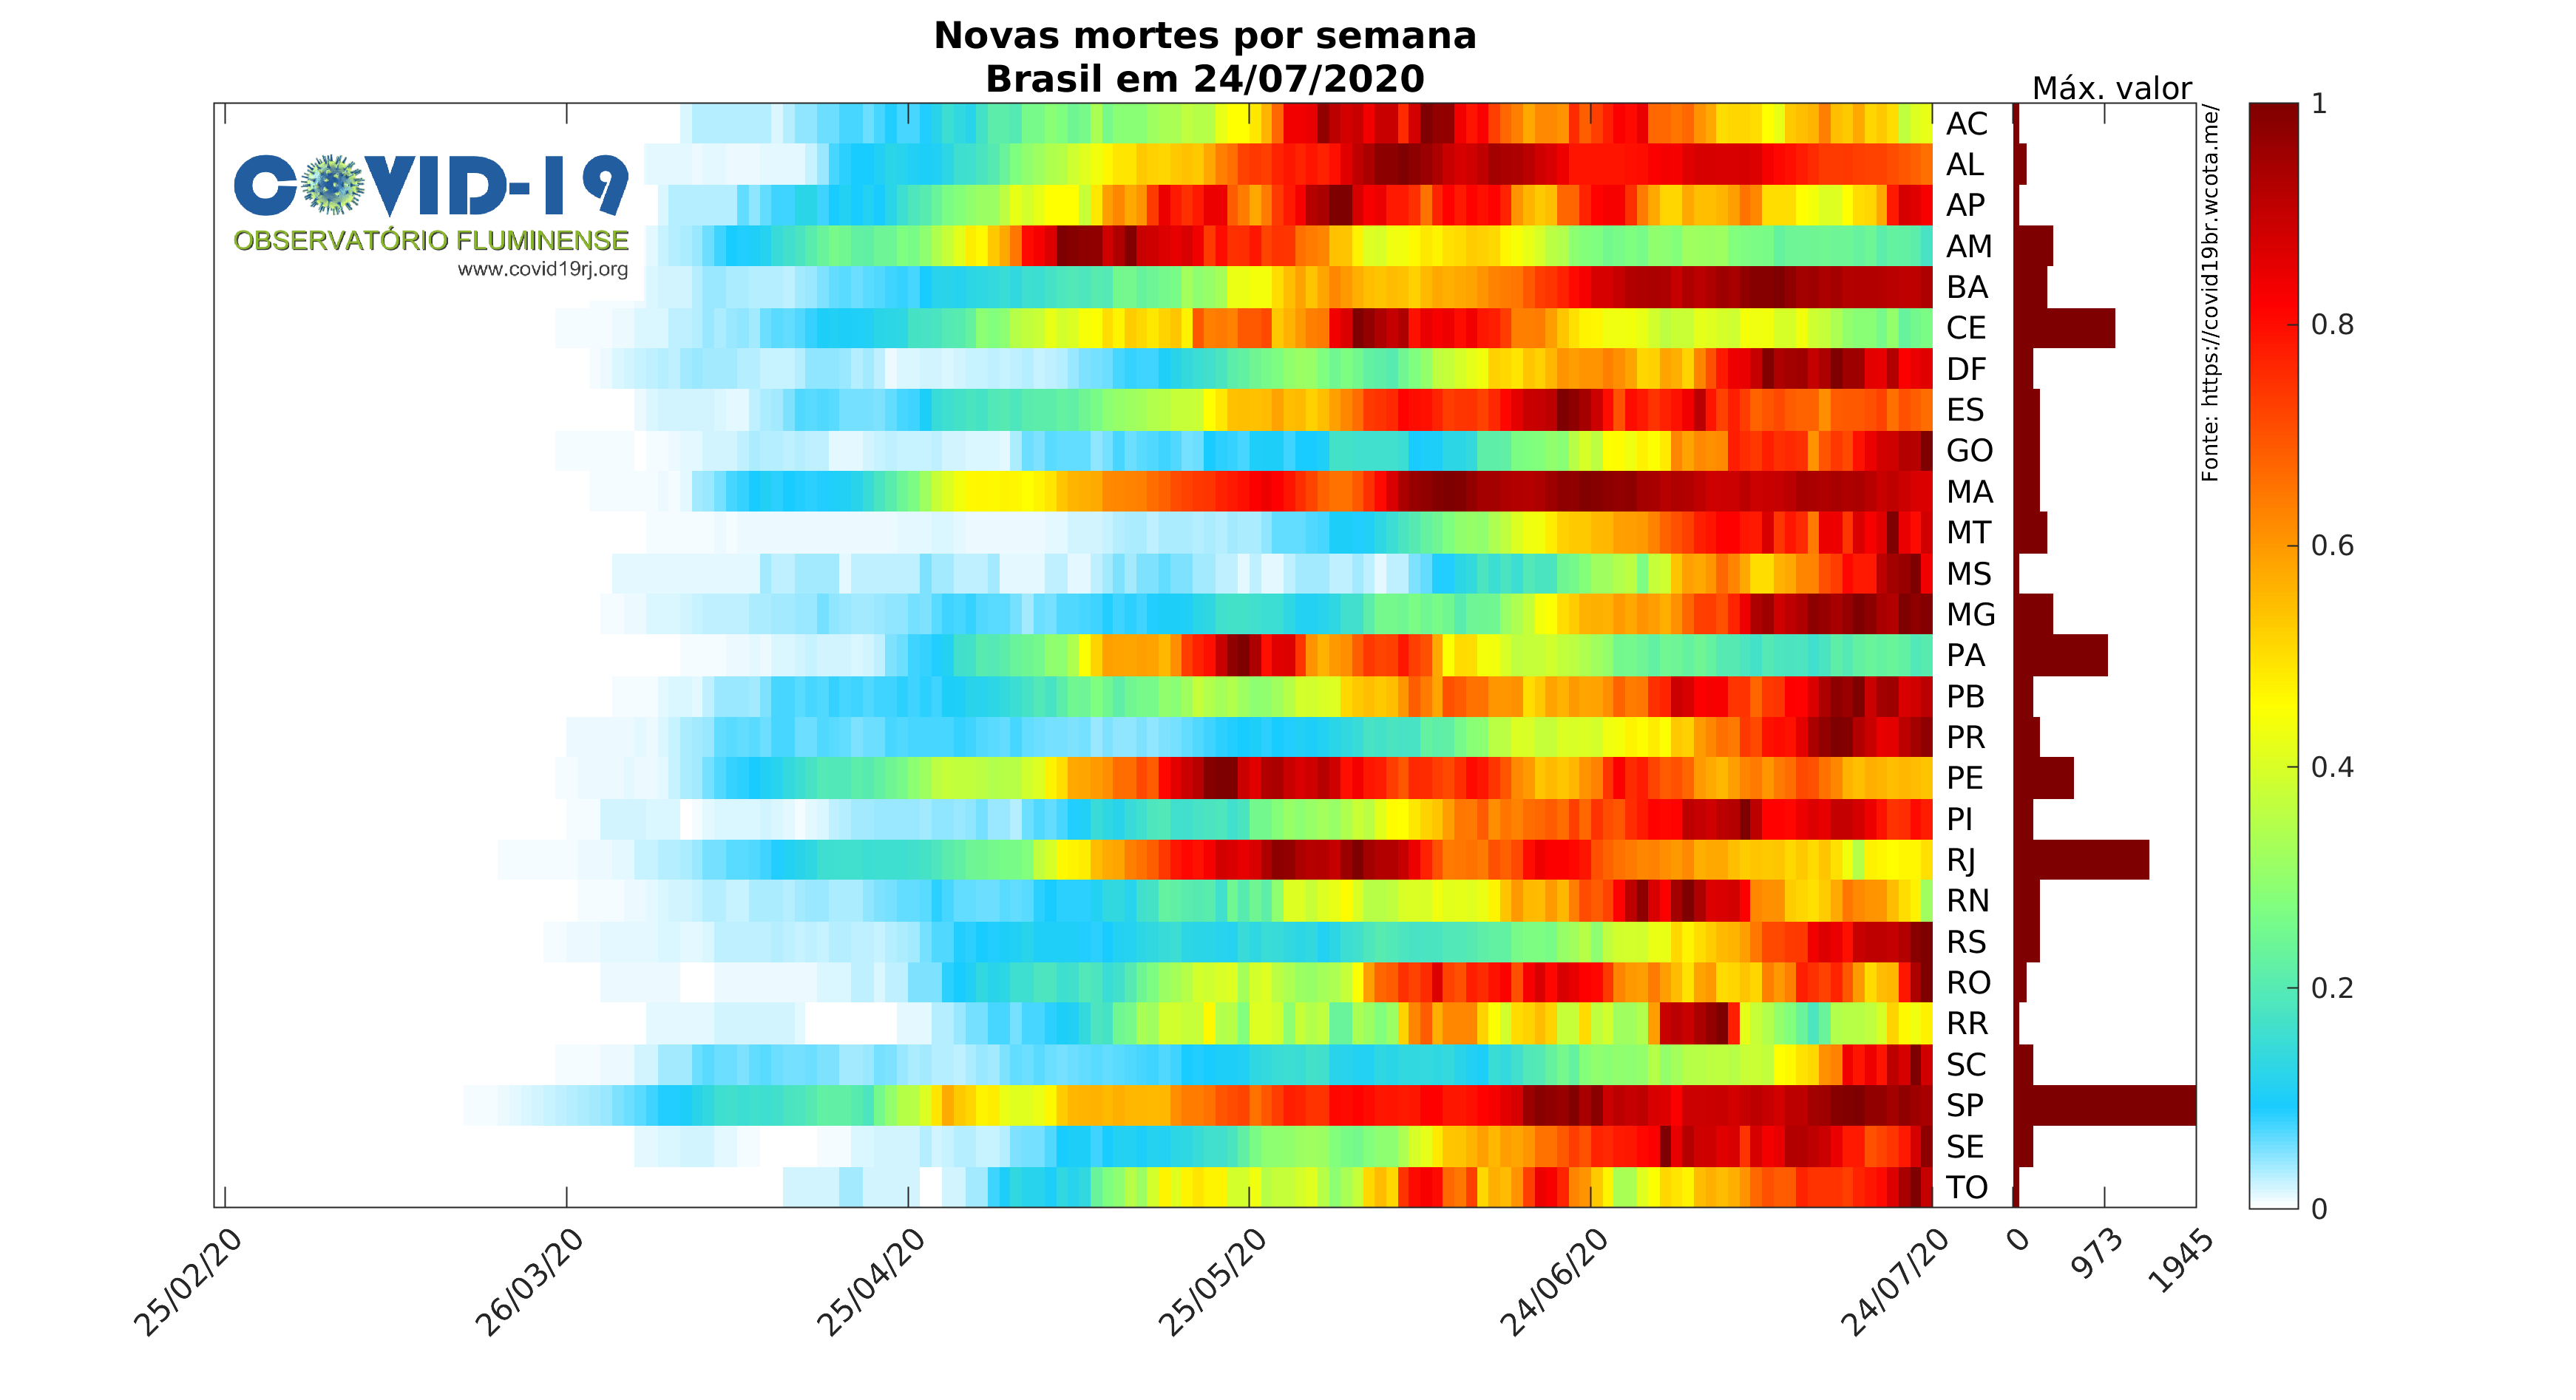 Novas mortes por semana
Brasil em 24/07/2020
Máx. valor
COVID-19
OBSERVATÓRIO FLUMINENSE
www.covid19rj.org
AC
AL
AP
AM
BA
CE
DF
ES
GO
MA
MT
MS
MG
PA
PB
PR
PE
PI
RJ
RN
RS
RO
RR
SC
SP
SE
TO
Fonte: https://covid19br.wcota.me/
1
0.8
0.6
0.4
0.2
0
25/02/20
26/03/20
25/04/20
25/05/20
24/06/20
24/07/20
0
973
1945